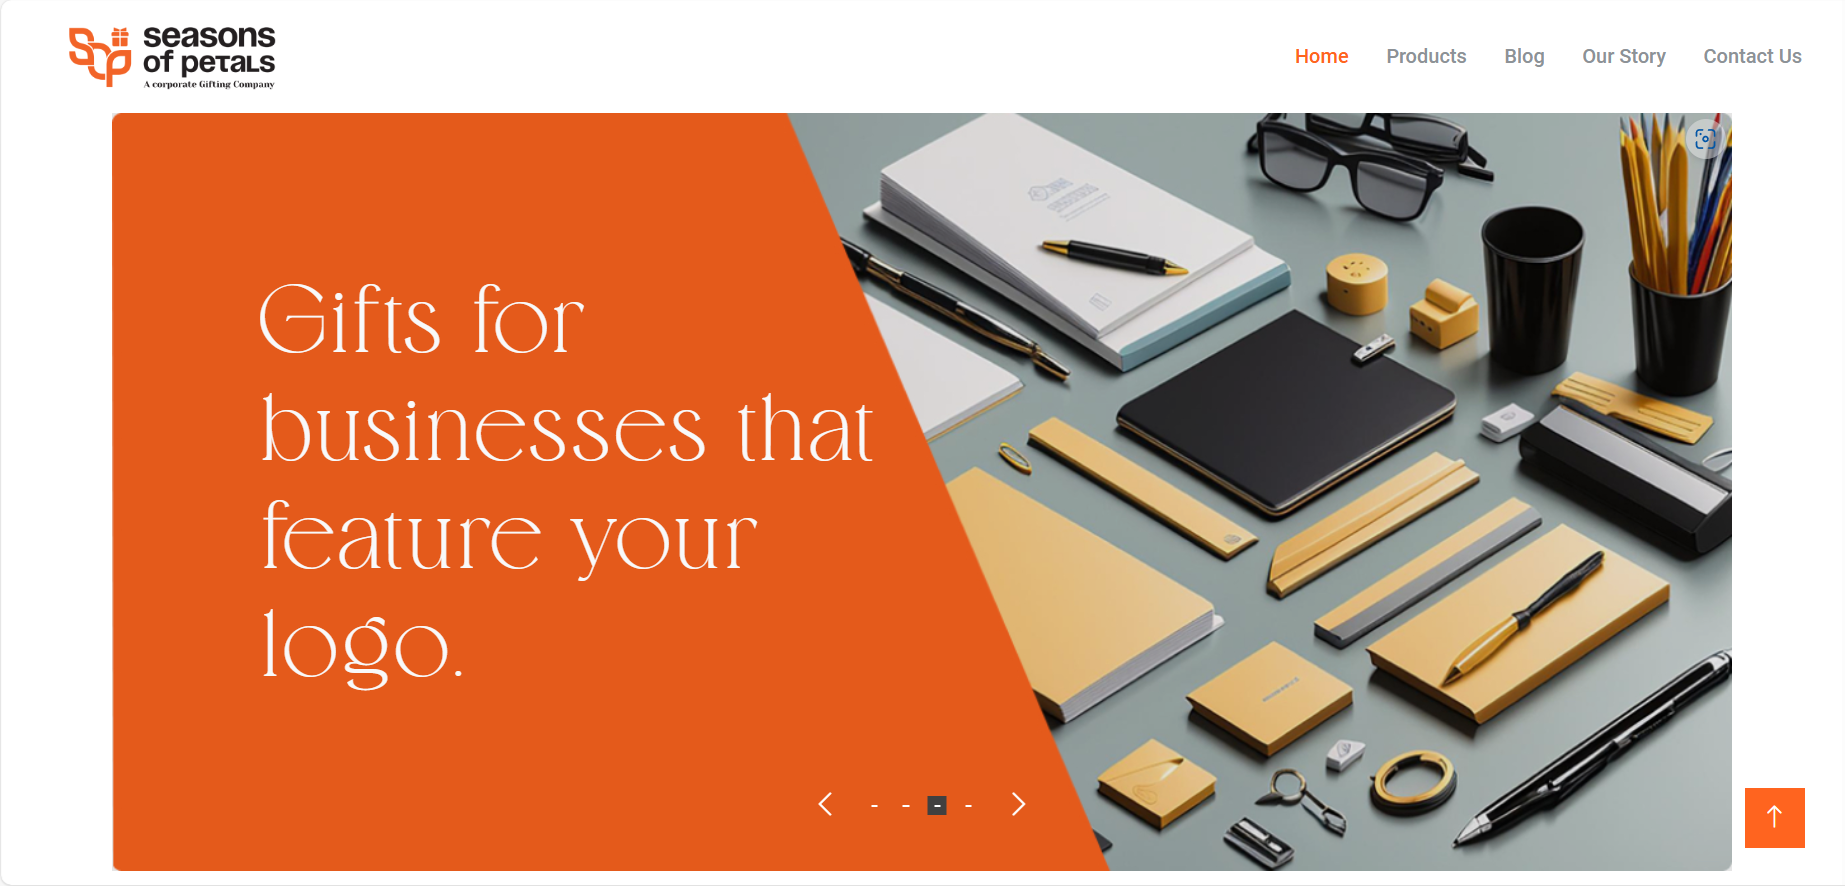 seasons
of petals
A corporate Gifting Company
Home Products Blog Our Story Contact Us
Gifts for
businesses that
feature your
logo.